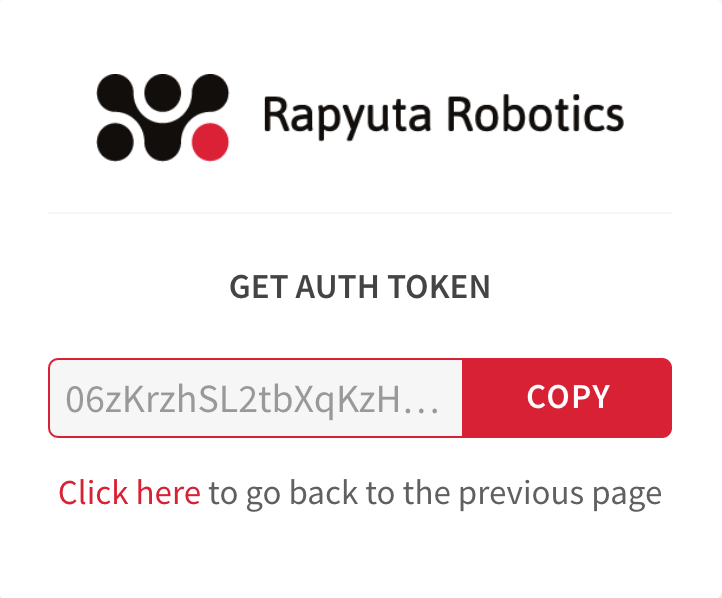 Rapyuta Robotics
GET AUTH TOKEN
06zKrzhSL2tbXqKzH...
COPY
Click here to go back to the previous page